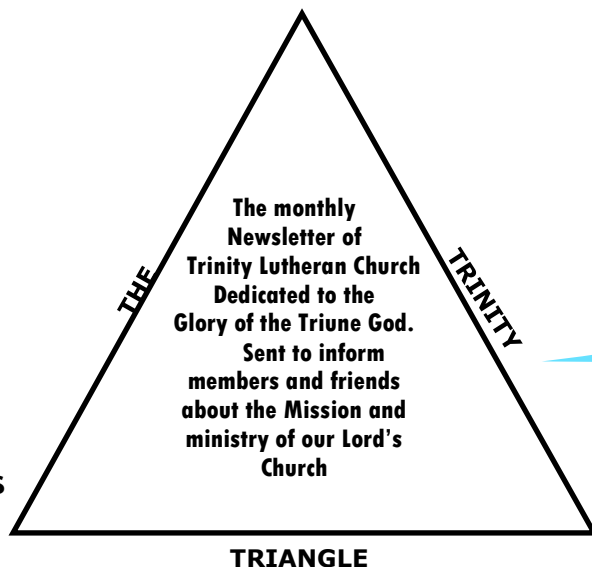 THE
TRINITY
The monthly
Newsletter of
Trinity Lutheran Church
Dedicated to the
Glory of the Triune God.
Sent to inform
members and friends
about the Mission and
ministry of our Lord's
Church
S
TRIANGLE